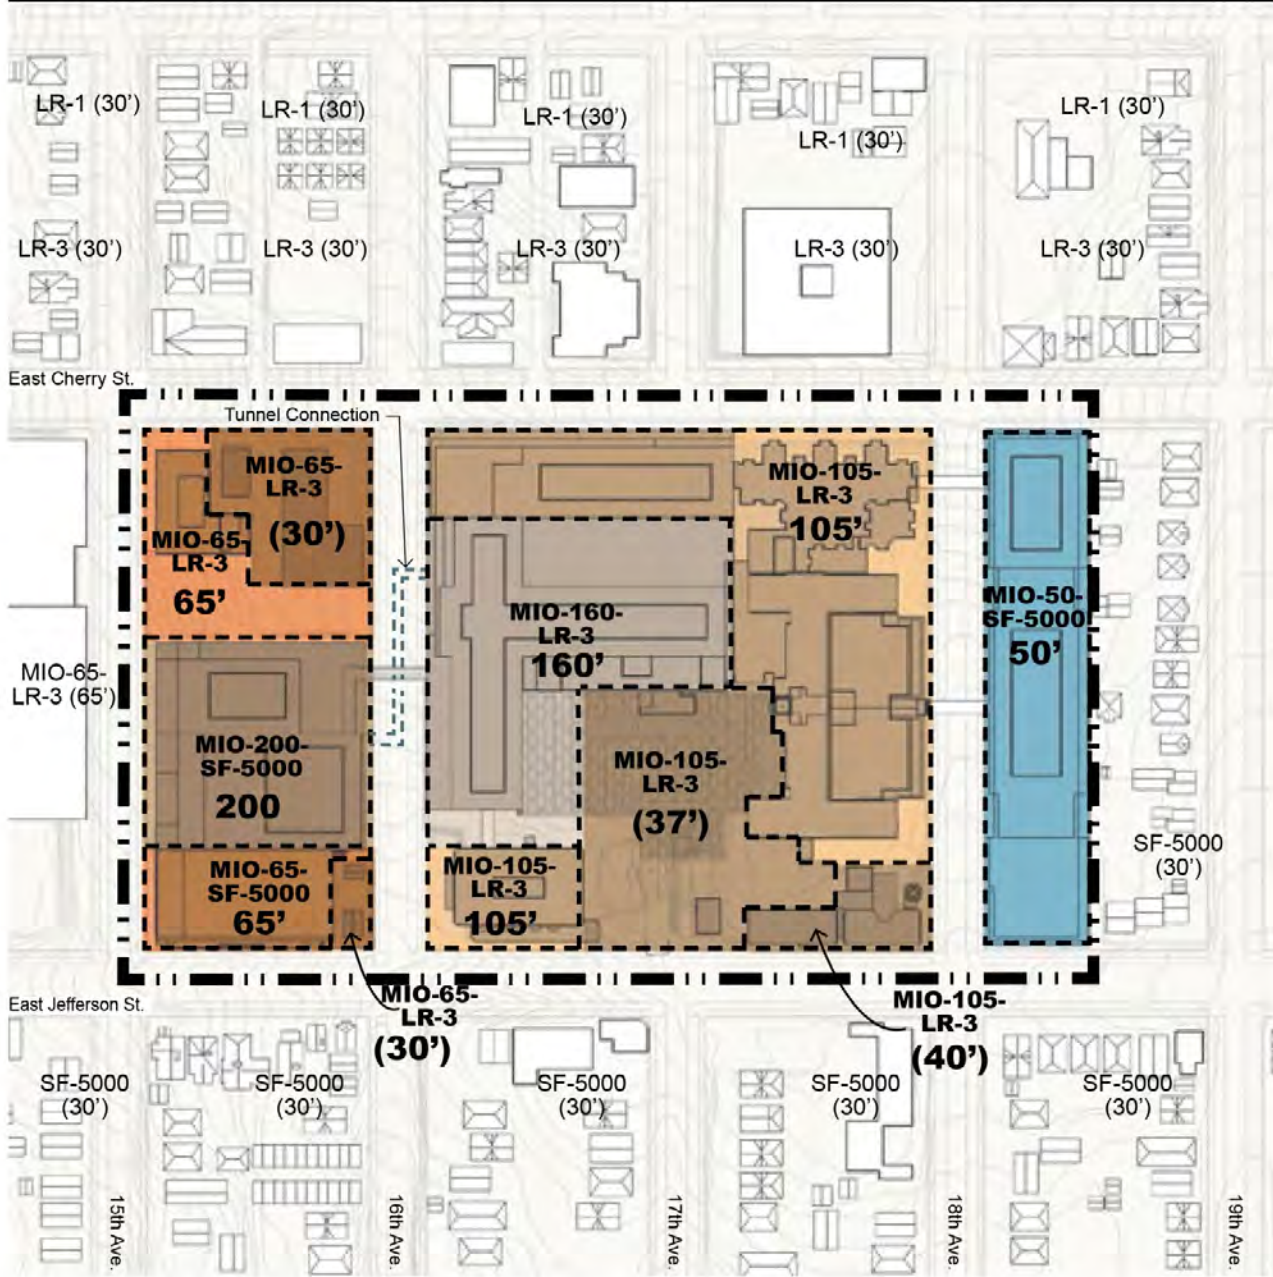 LR-1 (30')
LR-1 (30')
LR-1 (30')
LR-1 (30')
LR-1 (30')
LR-3 (30')
LR-3 (30')
LR-3 (30')
LR-3 (30')
LR-3 (30')
East Cherry St.
Tunnel Connection
MIO-65-
LR-3
(30')
MIO-65-
LR-3
65'
MIO-105-
LR-3
105'
MIO-160-
LR-3
160'
MIO-50-
SF-5000
50'
MIO-65-
LR-3 (65')
MIO-200-
SF-5000
200
MIO-105-
LR-3
(37')
MIO-65-
SF-5000
65'
MIO-105-
LR-3
105'
SF-5000
(30')
East Jefferson St.
MIO-65-
LR-3
(30')
MIO-105-
LR-3
(40')
SF-5000
(30')
SF-5000
(30')
SF-5000
(30')
SF-5000
(30')
SF-5000
(30')
15th Ave.
16th Ave.
17th Ave.
18th Ave.
19th Ave.